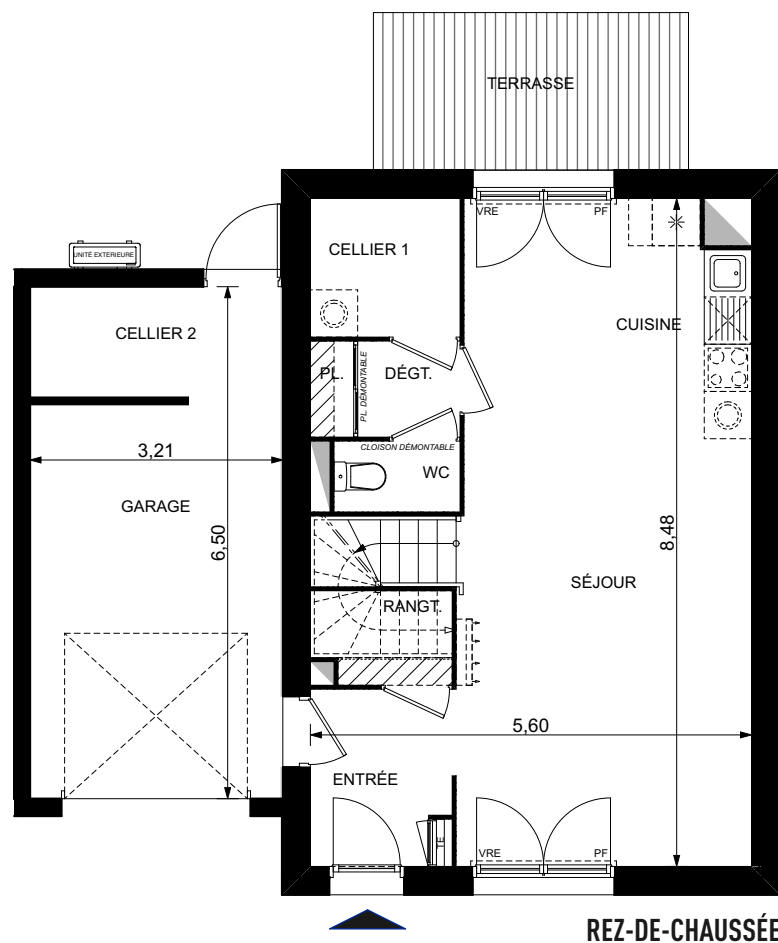 TERRASSE
VRE
PF
CELLIER 1
UNITÉ EXTERIEURE
CUISINE
CELLIER 2
PL.
PL. DÉMONTABLE
DÉGT.
CLOISON DÉMONTABLE
3,21
WC
GARAGE
6,50
8,48
SÉJOUR
RANGT.
5,60
ENTRÉE
TE
VRE
PF
REZ-DE-CHAUSSÉE